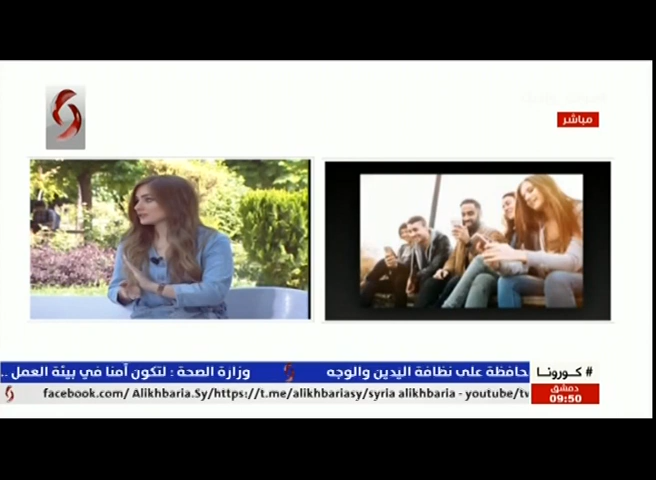 مباشر
# كورونا
حافظة على نظافة اليدين والوجه وزارة الصحة : لتكون آمنا في بيئة العمل ..
دمشق
09:50
facebook.com/ Alikhbaria.Sy/https://t.me/alikhbariasy/syria alikhbaria - youtube/tv